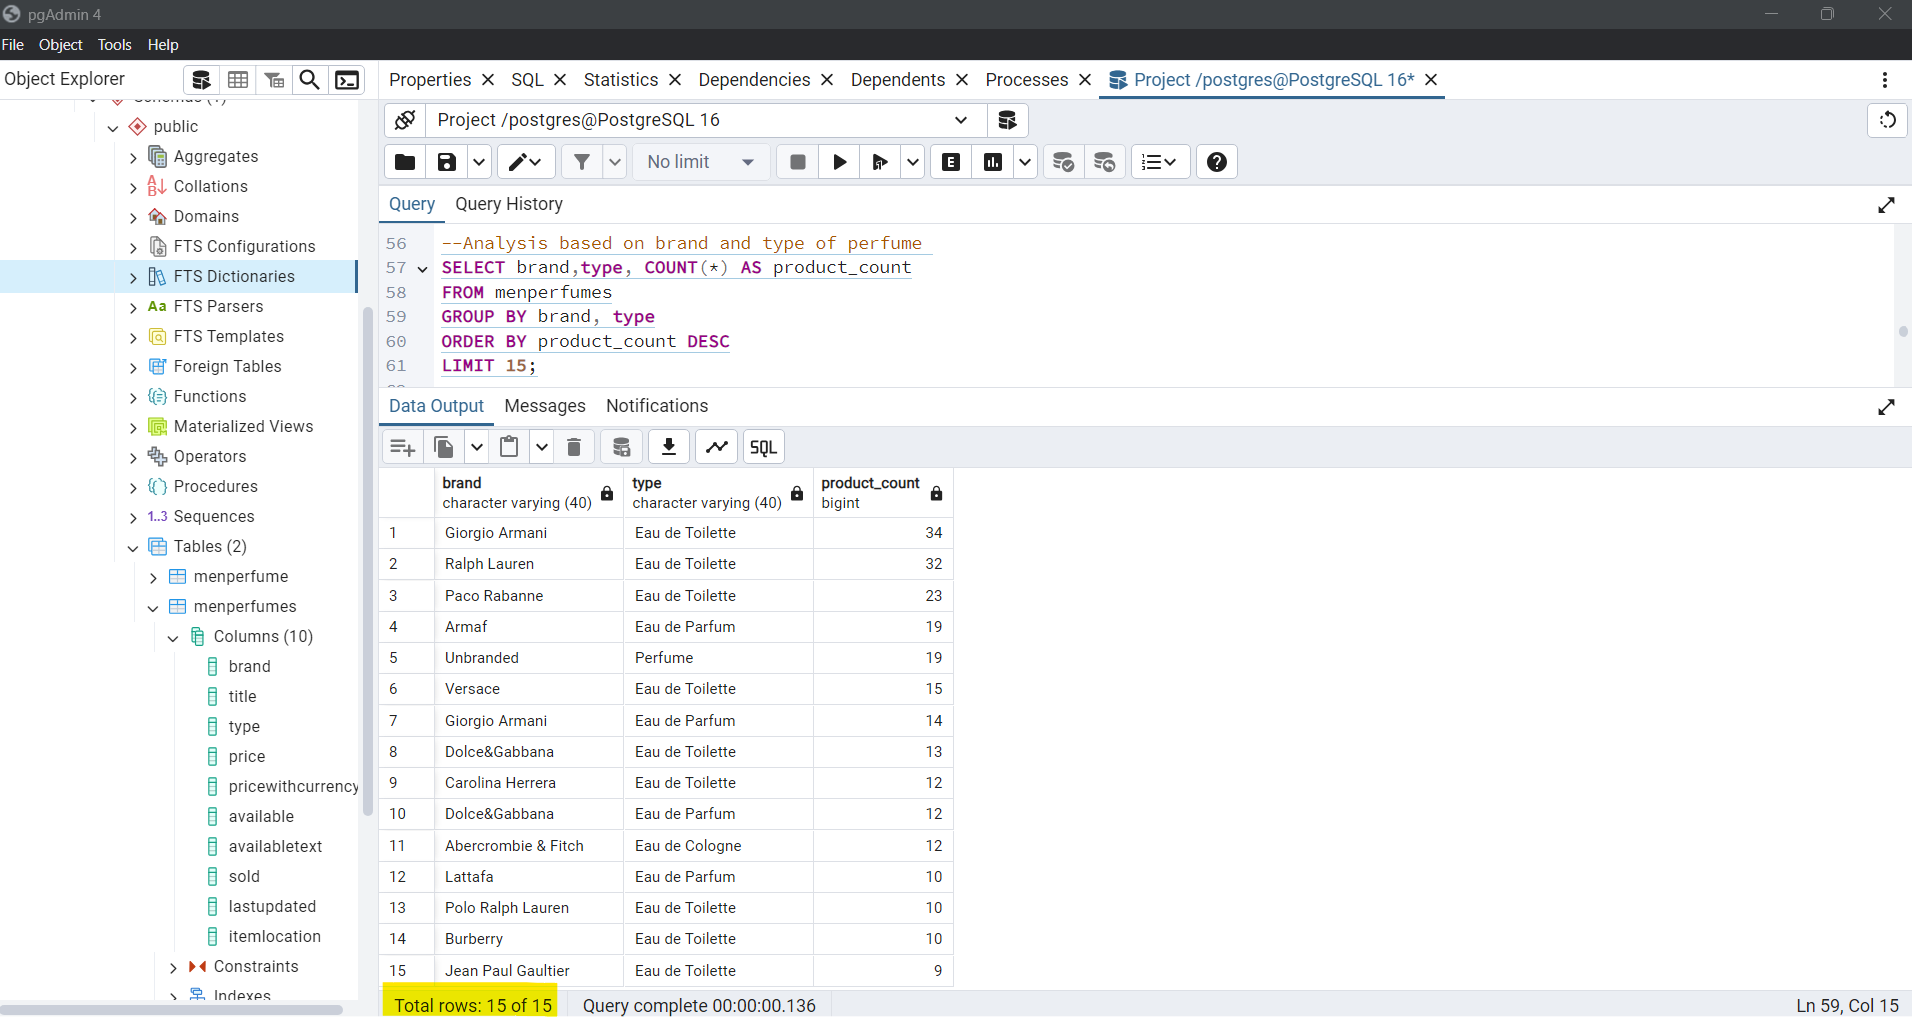 pgAdmin 4
File Object Tools Help
Object Explorer
Properties SQL Statistics Dependencies Dependents Processes Project /postgres@PostgreSQL 16*
Schemas (1)
public
Aggregates
Collations
Domains
FTS Configurations
FTS Dictionaries
FTS Parsers
FTS Templates
Foreign Tables
Functions
Materialized Views
Operators
Procedures
1..3 Sequences
Tables (2)
menperfume
menperfumes
Columns (10)
brand
title
type
price
pricewithcurrency
available
availabletext
sold
lastupdated
itemlocation
Constraints
Indexes
Project /postgres@PostgreSQL 16
No limit
Query Query History
56 --Analysis based on brand and type of perfume
57 SELECT brand,type, COUNT(*) AS product_count
58 FROM menperfumes
59 GROUP BY brand, type
60 ORDER BY product_count DESC
61 LIMIT 15;
Data Output Messages Notifications
SQL
brand type product_count
character varying (40) character varying (40) bigint
1 Giorgio Armani Eau de Toilette 34
2 Ralph Lauren Eau de Toilette 32
3 Paco Rabanne Eau de Toilette 23
4 Armaf Eau de Parfum 19
5 Unbranded Perfume 19
6 Versace Eau de Toilette 15
7 Giorgio Armani Eau de Parfum 14
8 Dolce&Gabbana Eau de Toilette 13
9 Carolina Herrera Eau de Toilette 12
10 Dolce&Gabbana Eau de Parfum 12
11 Abercrombie & Fitch Eau de Cologne 12
12 Lattafa Eau de Parfum 10
13 Polo Ralph Lauren Eau de Toilette 10
14 Burberry Eau de Toilette 10
15 Jean Paul Gaultier Eau de Toilette 9
Total rows: 15 of 15 Query complete 00:00:00.136 Ln 59, Col 15